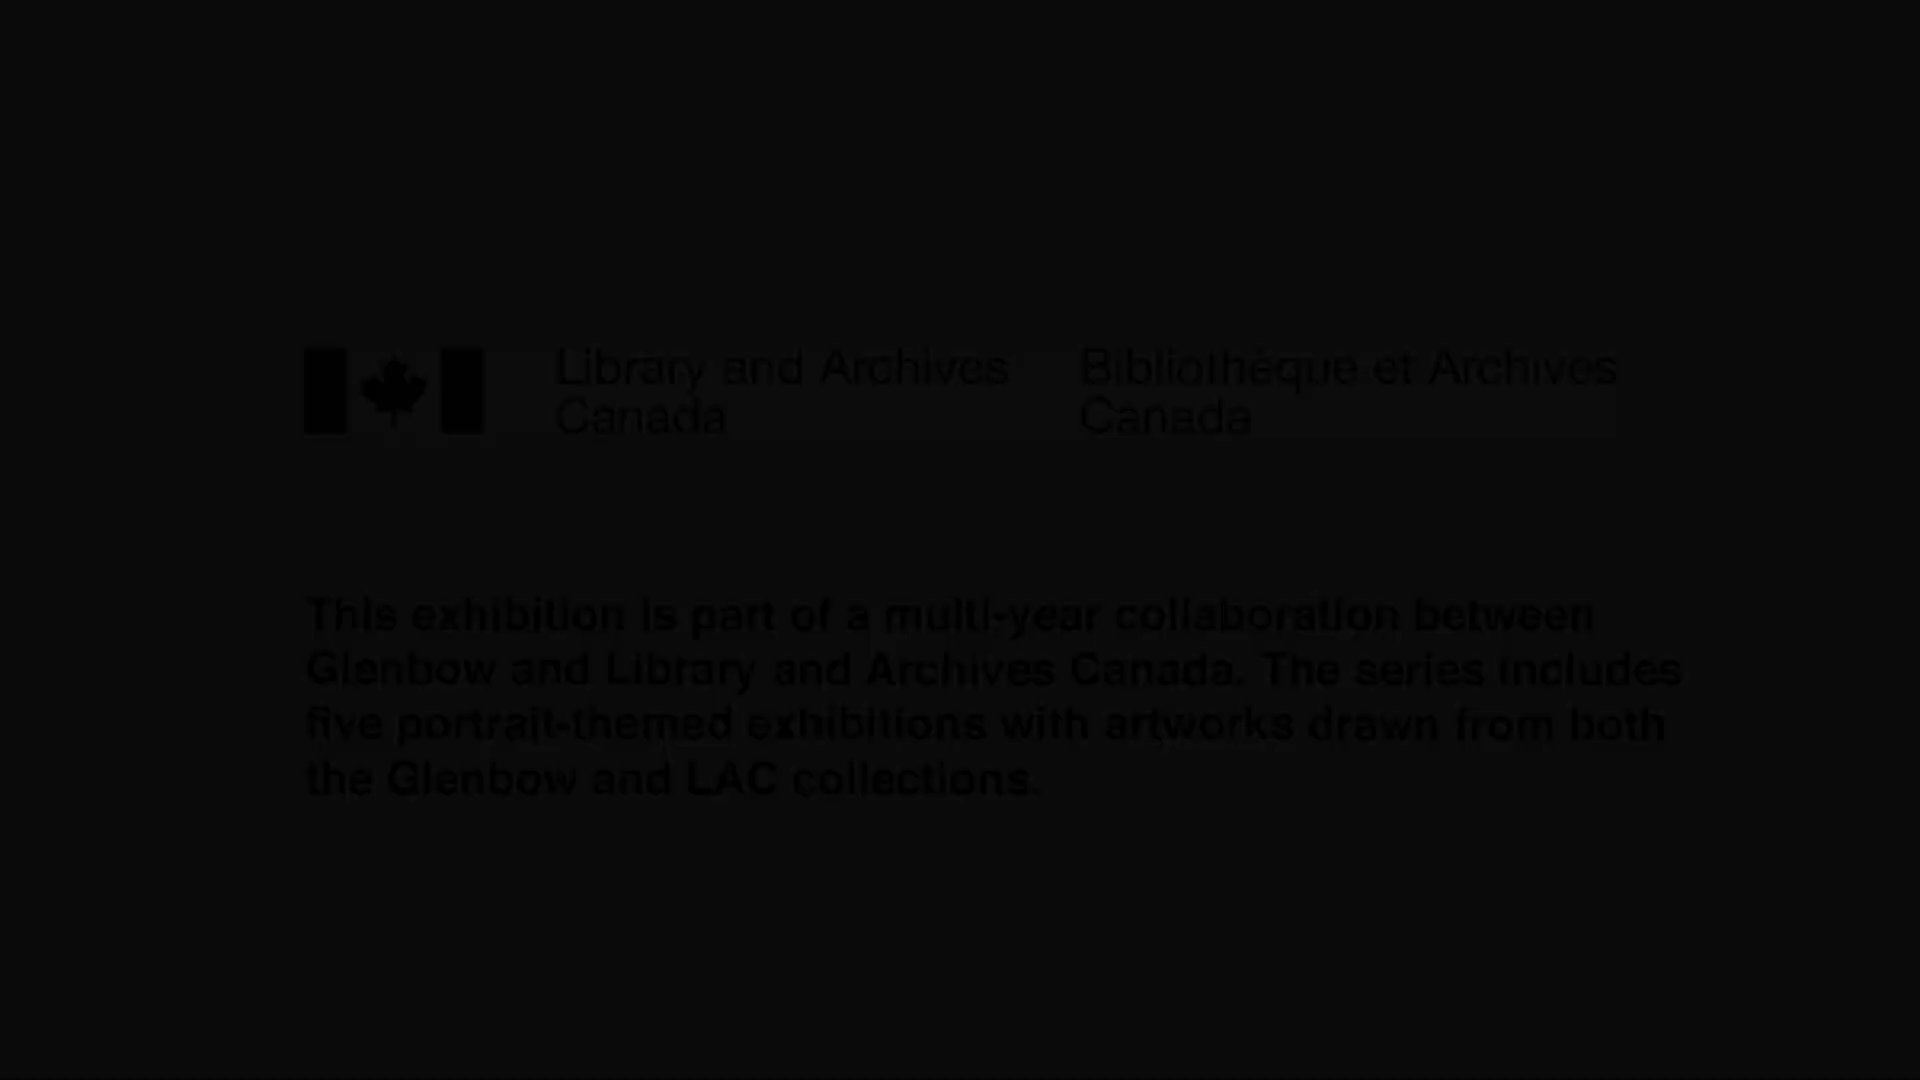 Library and Archives Canada
Bibliothèque et Archives Canada
This exhibition is part of a multi-year collaboration between
Glenbow and Library and Archives Canada. The series includes
five portrait-themed exhibitions with artworks drawn from both
the Glenbow and LAC collections.